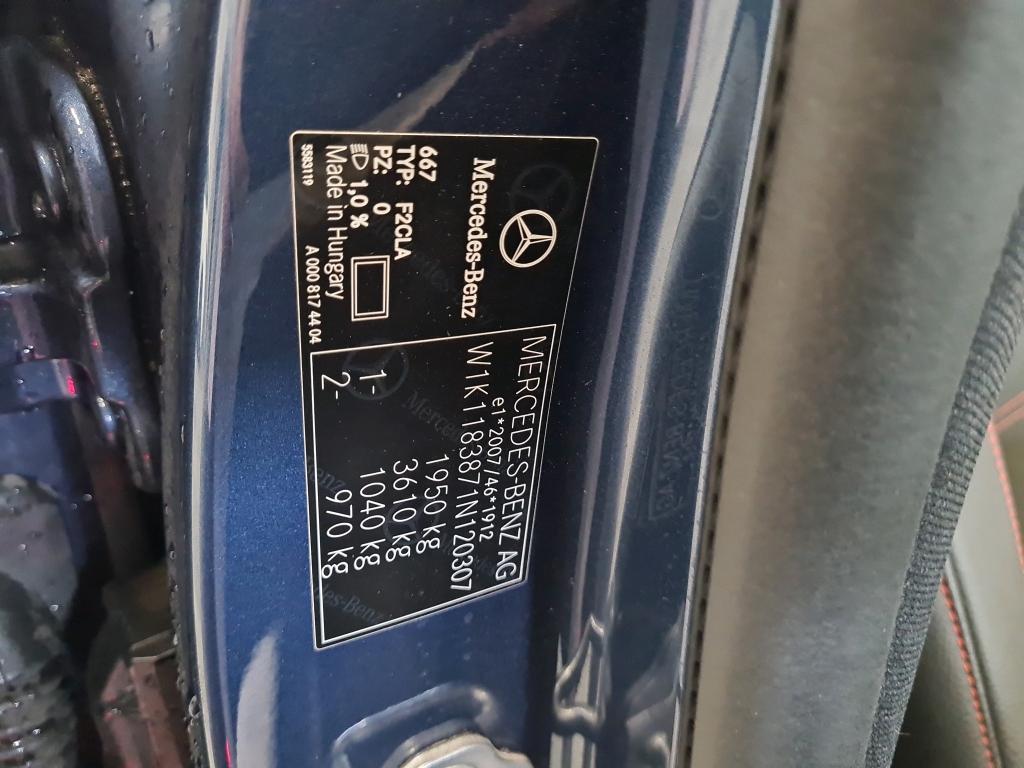 Mercedes-Benz
667
TYP: F2CLA
PZ: 0
1,0 %
Made in Hungary
5583119
A 000 817 44 04
MERCEDES-BENZ AG
e1*2007/46*1912
W1K1183871N120307
1950 kg
3610 kg
1- 1040 kg
2- 970 kg